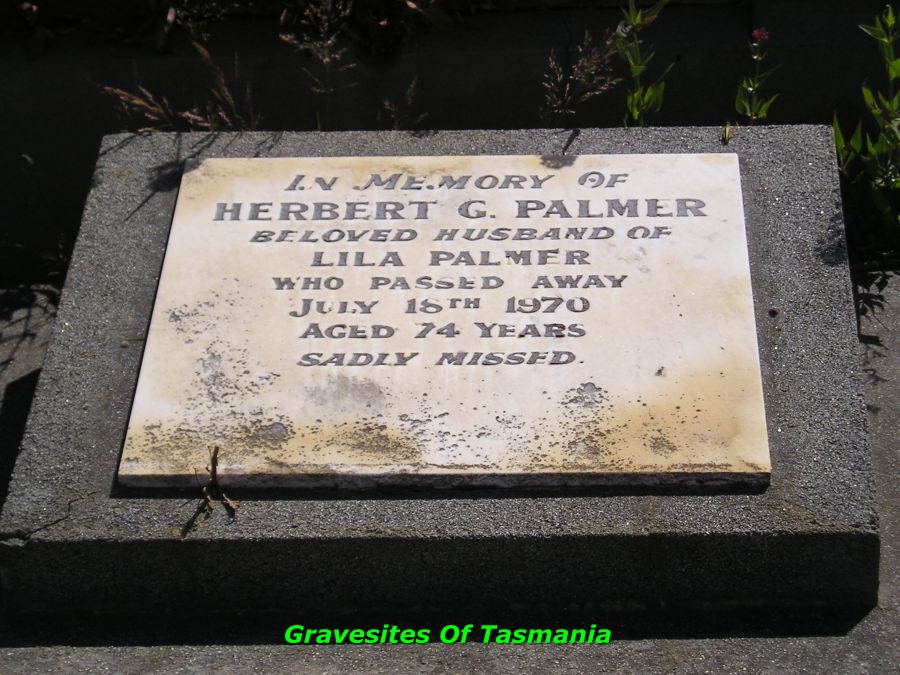 IN MEMORY OF
HERBERT G. PALMER
BELOVED HUSBAND OF
LILA PALMER
WHO PASSED AWAY
JULY 18TH 1970
AGED 74 YEARS
SADLY MISSED.
Gravesites Of Tasmania